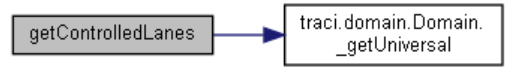 getControlledLanes
traci.domain.Domain.
_getUniversal